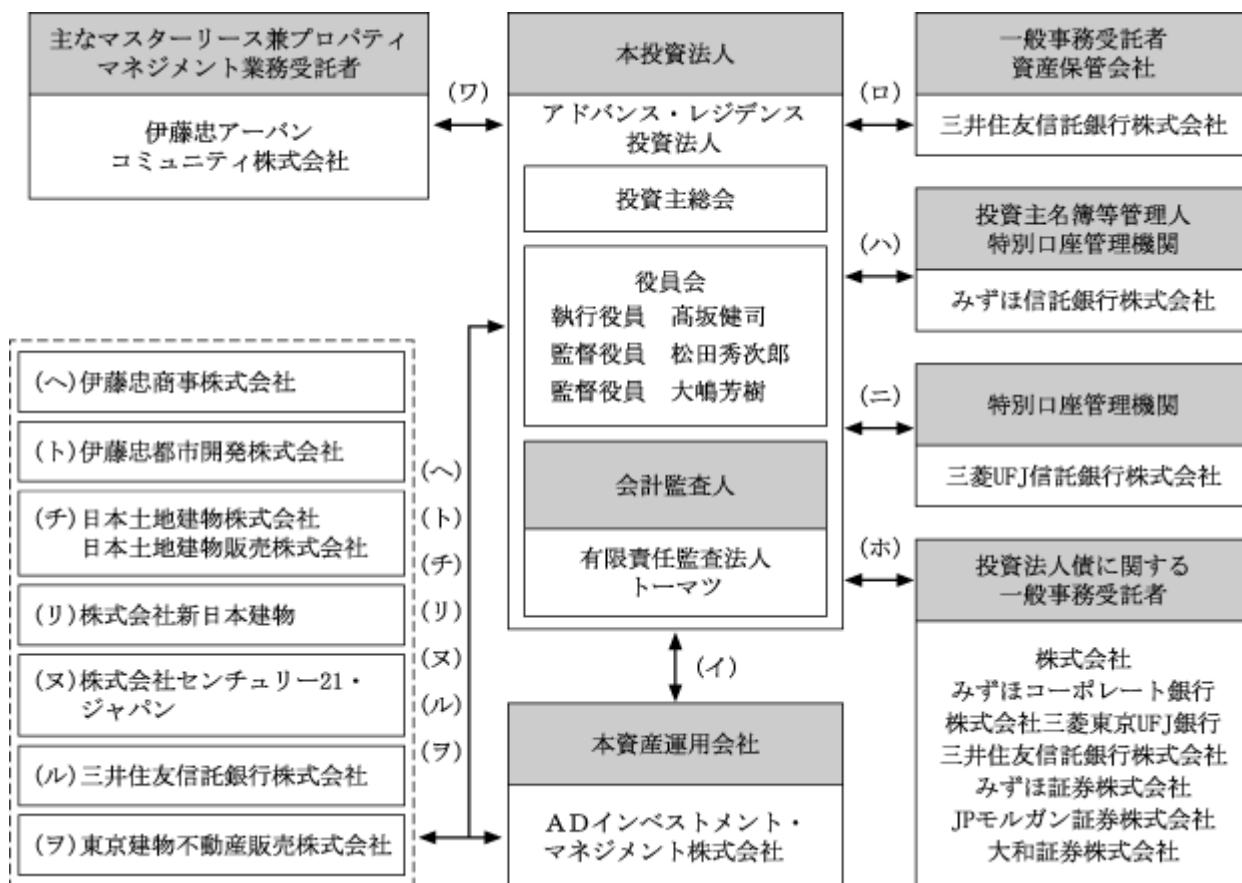 主なマスターリース兼プロパティ
マネジメント業務受託者
伊藤忠アーバン
コミュニティ株式会社
(ワ)
本投資法人
アドバンス・レジデンス
投資法人
投資主総会
役員会
執行役員 髙坂健司
監督役員 松田秀次郎
監督役員 大嶋芳樹
会計監査人
有限責任監査法人
トーマツ
(イ)
本資産運用会社
ADインベストメント・
マネジメント株式会社
(ロ)
一般事務受託者
資産保管会社
三井住友信託銀行株式会社
(ハ)
投資主名簿等管理人
特別口座管理機関
みずほ信託銀行株式会社
(ニ)
特別口座管理機関
三菱UFJ信託銀行株式会社
(ホ)
投資法人債に関する
一般事務受託者
株式会社
みずほコーポレート銀行
株式会社三菱東京UFJ銀行
三井住友信託銀行株式会社
みずほ証券株式会社
JPモルガン証券株式会社
大和証券株式会社
(ヘ)伊藤忠商事株式会社
(ト)伊藤忠都市開発株式会社
(チ)日本土地建物株式会社
日本土地建物販売株式会社
(リ)株式会社新日本建物
(ヌ)株式会社センチュリー21・
ジャパン
(ル)三井住友信託銀行株式会社
(ヲ)東京建物不動産販売株式会社
(ヘ)
(ト)
(チ)
(リ)
(ヌ)
(ル)
(ヲ)